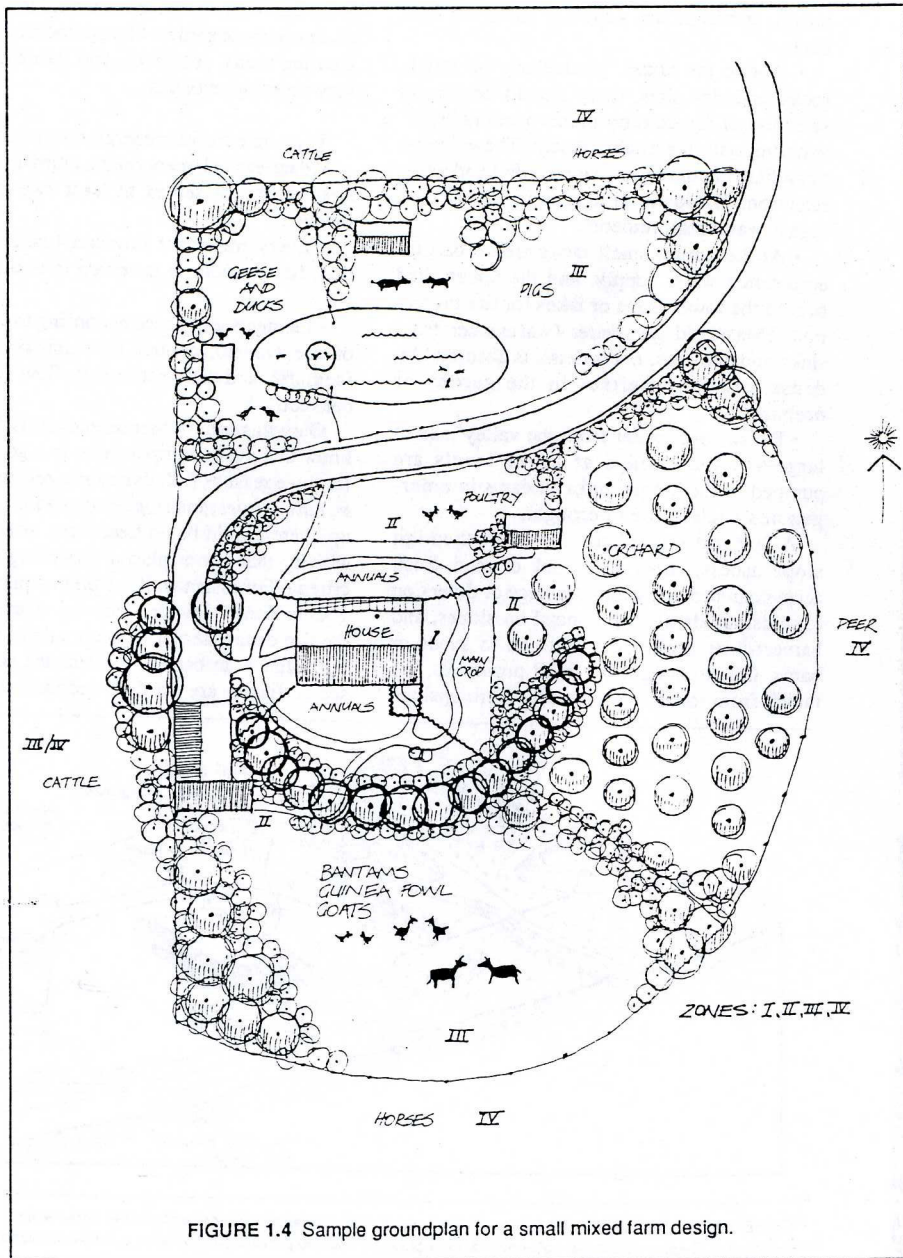 IV
CATTLE
HORSES
GEESE
AND
DUCKS
III
PIGS
POULTRY
II
ORCHARD
ANNUALS
II
HOUSE
I
MAIN
CROP
DEER
IV
ANNUALS
III/IV
CATTLE
II
BANTAMS
GUINEA FOWL
GOATS
ZONES: I, II, III, IV
III
HORSES IV
FIGURE 1.4 Sample groundplan for a small mixed farm design.